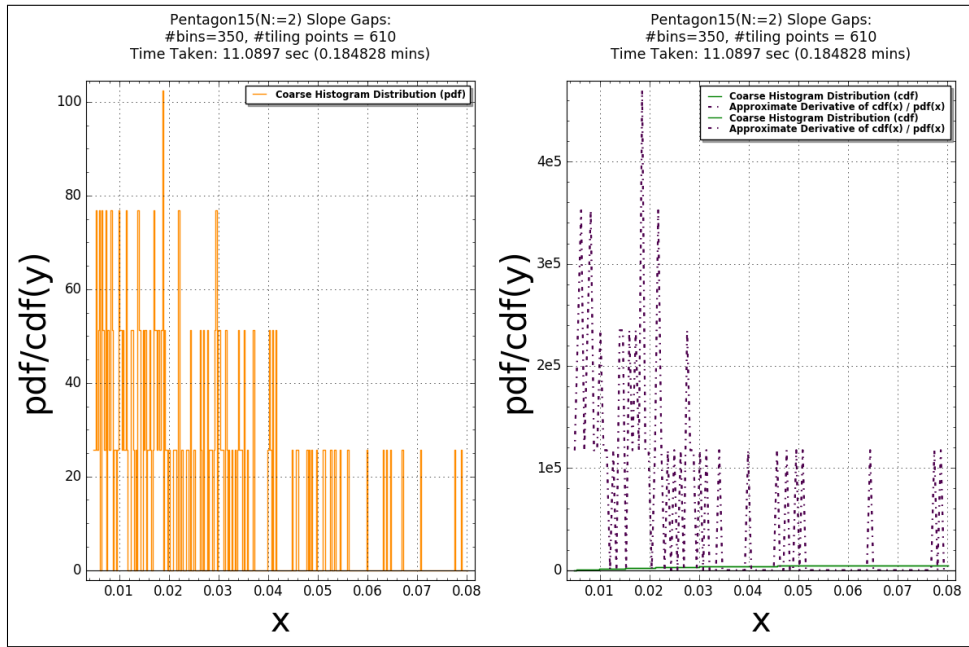 Pentagon15(N:=2) Slope Gaps:
#bins=350, #tiling points = 610
Time Taken: 11.0897 sec (0.184828 mins)
Coarse Histogram Distribution (pdf)
100
80
60
40
20
0
pdf/cdf(y)
0.01 0.02 0.03 0.04 0.05 0.06 0.07 0.08
x
Pentagon15(N:=2) Slope Gaps:
#bins=350, #tiling points = 610
Time Taken: 11.0897 sec (0.184828 mins)
Coarse Histogram Distribution (cdf)
Approximate Derivative of cdf(x) / pdf(x)
Coarse Histogram Distribution (cdf)
Approximate Derivative of cdf(x) / pdf(x)
4e5
3e5
2e5
1e5
0
pdf/cdf(y)
0.01 0.02 0.03 0.04 0.05 0.06 0.07 0.08
x